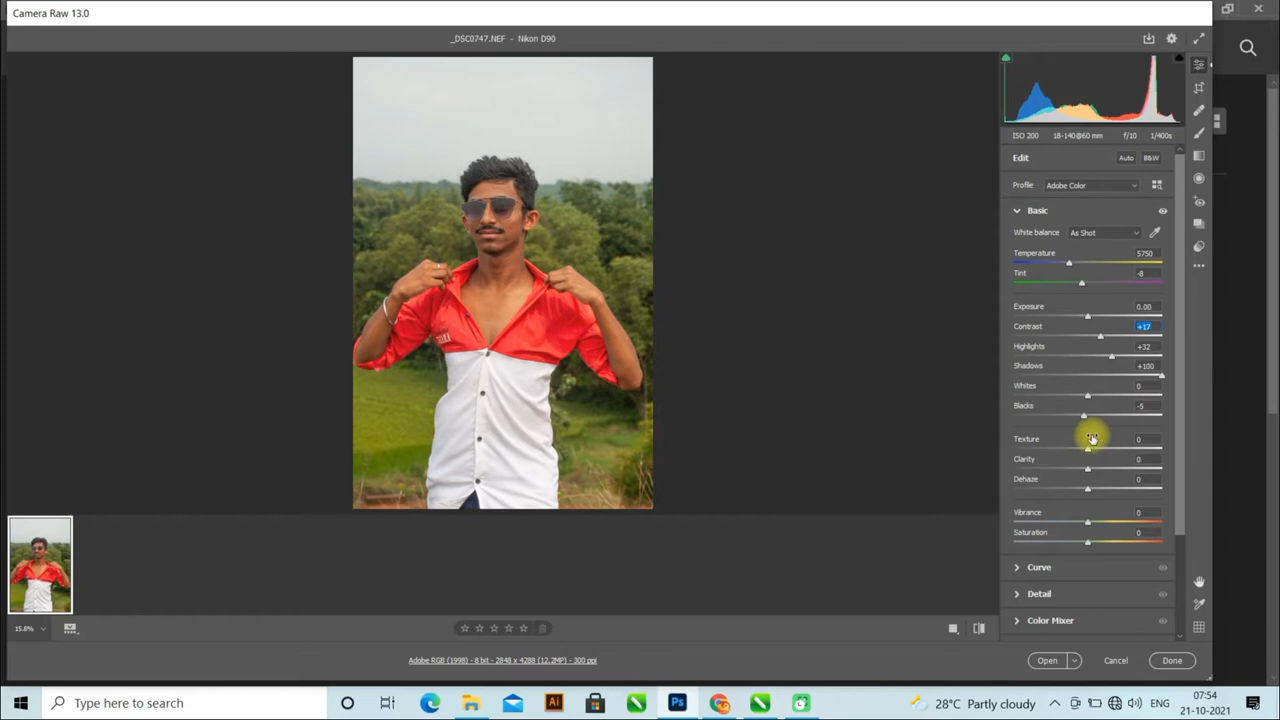 Camera Raw 13.0
_DSC0747.NEF - Nikon D90
ISO 200 18-140@60 mm f/10 1/400s
Edit Auto B&W
Profile Adobe Color
Basic
White balance As Shot
Temperature 5750
Tint -8
Exposure 0.00
Contrast +17
Highlights +32
Shadows +100
Whites 0
Blacks -5
Texture 0
Clarity 0
Dehaze 0
Vibrance 0
Saturation 0
Curve
Detail
Color Mixer
15.8%
Adobe RGB (1998) - 8 bit - 2848 x 4288 (12.2MP) - 300 ppi
Open Cancel Done
Type here to search
Ai
Ps
28°C Partly cloudy
ENG
07:54
21-10-2021